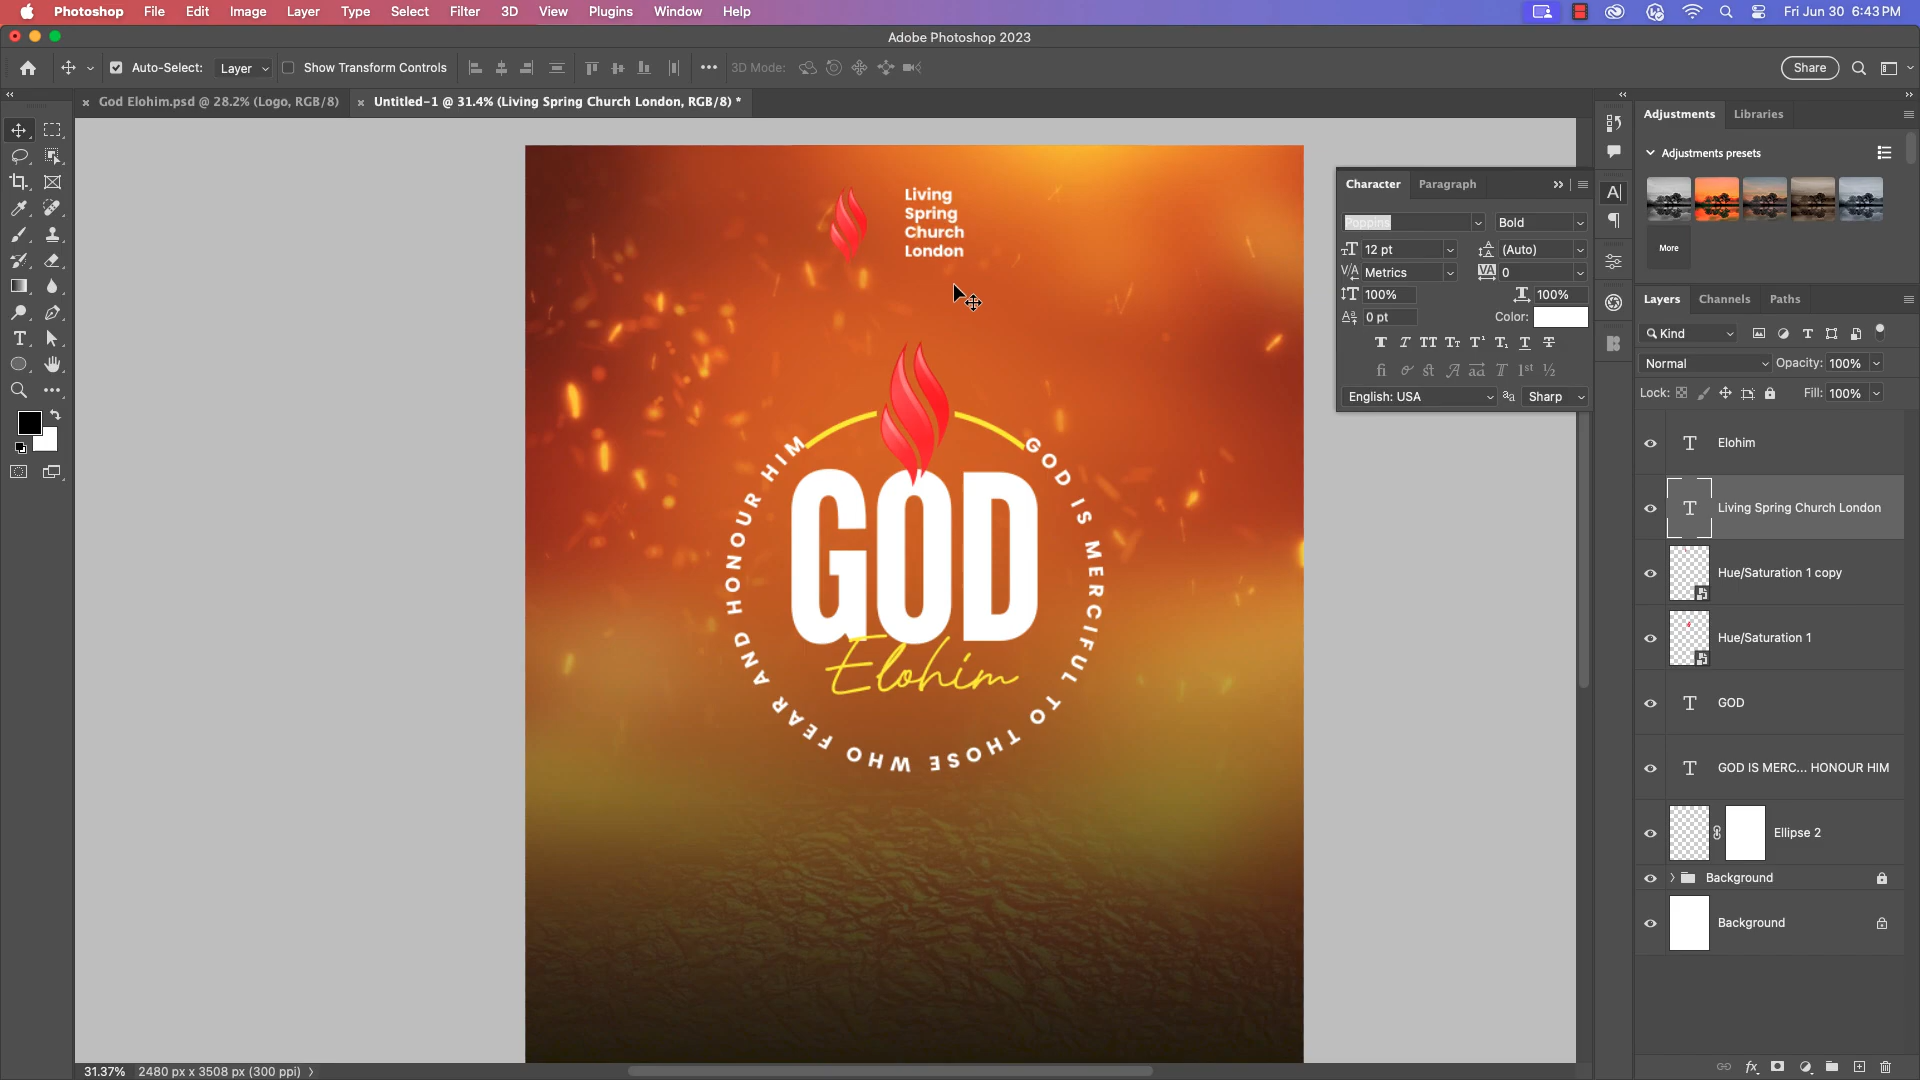 Photoshop File Edit Image Layer Type Select Filter 3D View Plugins Window Help Fri Jun 30 6:43 PM
Adobe Photoshop 2023
Auto-Select: Layer Show Transform Controls 3D Mode: Share
God Elohim.psd @ 28.2% (Logo, RGB/8) Untitled-1 @ 31.4% (Living Spring Church London, RGB/8) *
Living
Spring
Church
London
GOD IS MERCIFUL TO THOSE WHO FEAR AND HONOUR HIM
GOD
Elohim
Character Paragraph
Poppins Bold
12 pt (Auto)
Metrics 0
100% 100%
0 pt Color:
English: USA Sharp
Adjustments Libraries
Adjustments presets
More
Layers Channels Paths
Kind
Normal Opacity: 100%
Lock: Fill: 100%
Elohim
Living Spring Church London
Hue/Saturation 1 copy
Hue/Saturation 1
GOD
GOD IS MERC... HONOUR HIM
Ellipse 2
Background
Background
31.37% 2480 px x 3508 px (300 ppi)